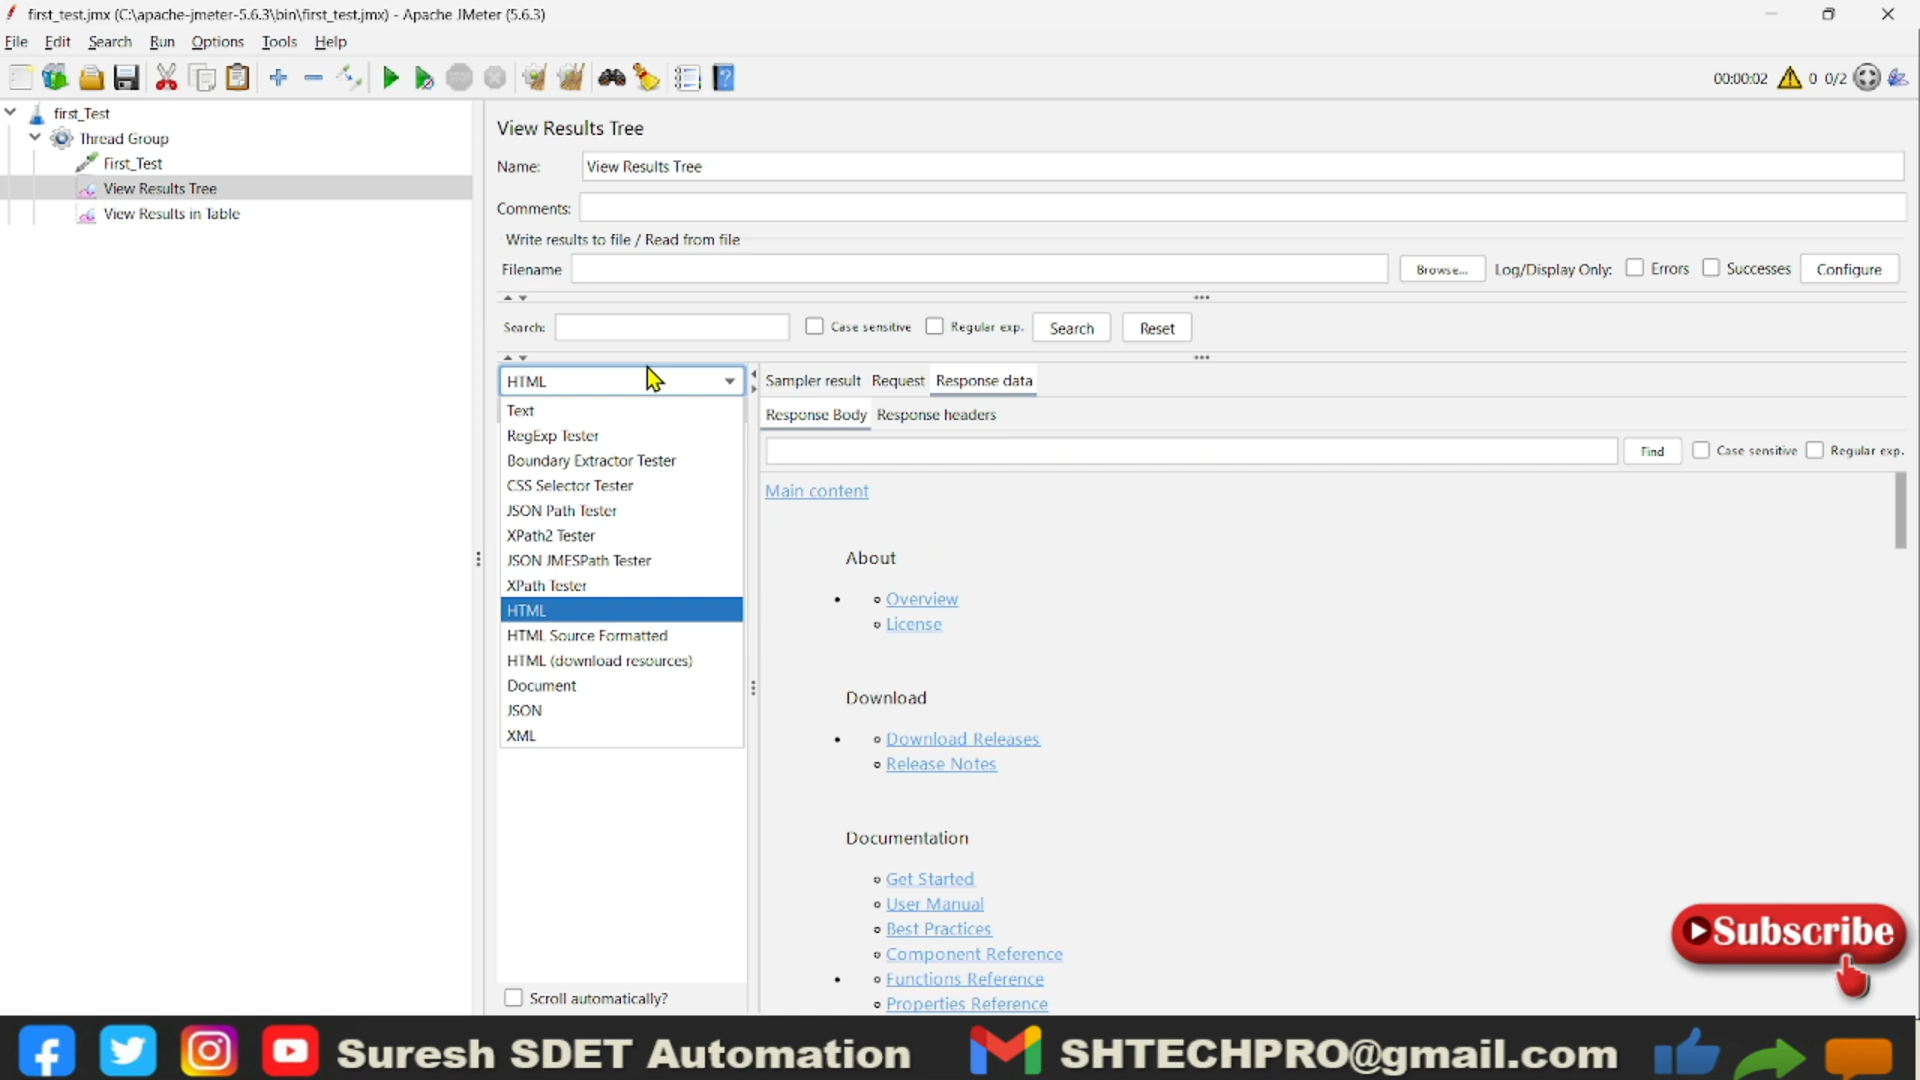 first_test.jmx (C:\apache-jmeter-5.6.3\bin\first_test.jmx) - Apache JMeter (5.6.3)
File Edit Search Run Options Tools Help
00:00:02 0 0/2
first_Test
Thread Group
First_Test
View Results Tree
View Results in Table
View Results Tree
Name: View Results Tree
Comments:
Write results to file / Read from file
Filename Browse... Log/Display Only: Errors Successes Configure
Search: Case sensitive Regular exp. Search Reset
HTML
Text
RegExp Tester
Boundary Extractor Tester
CSS Selector Tester
JSON Path Tester
XPath2 Tester
JSON JMESPath Tester
XPath Tester
HTML
HTML Source Formatted
HTML (download resources)
Document
JSON
XML
Scroll automatically?
Sampler result Request Response data
Response Body Response headers
Find Case sensitive Regular exp.
Main content
About
Overview
License
Download
Download Releases
Release Notes
Documentation
Get Started
User Manual
Best Practices
Component Reference
Functions Reference
Properties Reference
Subscribe
Suresh SDET Automation SHTECHPRO@gmail.com